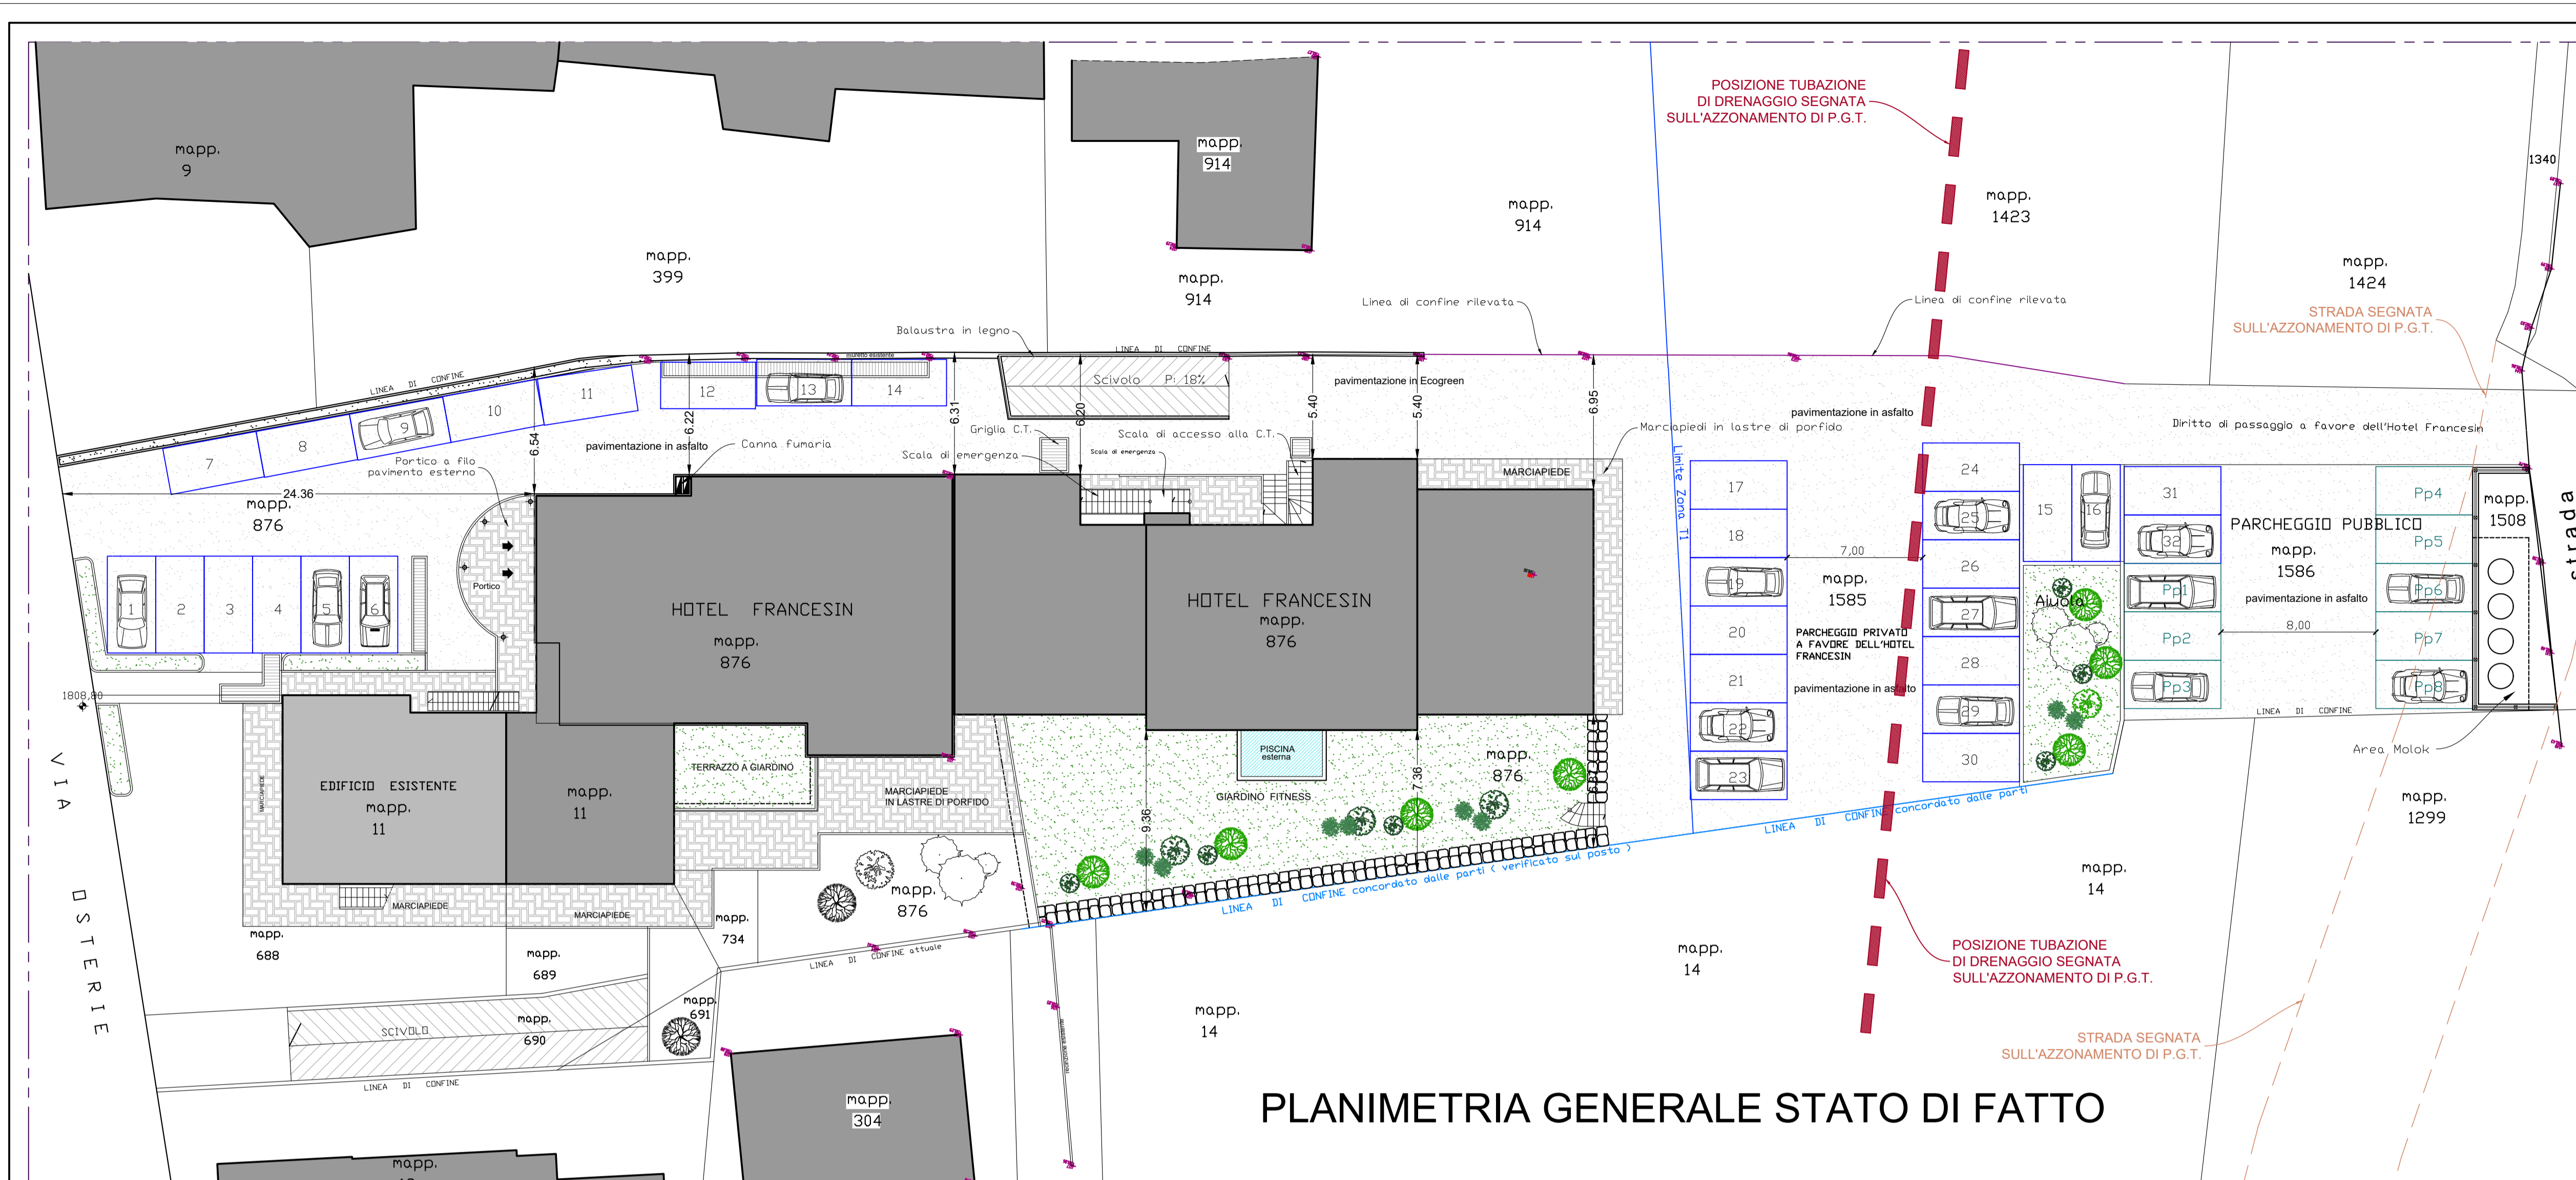 mapp.
9
mapp.
399
mapp.
914
mapp.
914
mapp.
914
POSIZIONE TUBAZIONE
DI DRENAGGIO SEGNATA
SULL'AZZONAMENTO DI P.G.T.
mapp.
1423
1340
mapp.
1424
STRADA SEGNATA
SULL'AZZONAMENTO DI P.G.T.
Linea di confine rilevata
Linea di confine rilevata
Balaustra in legno
LINEA DI CONFINE
muretto esistente
LINEA DI CONFINE
7
8
9
10
11
12
13
14
Scivolo P: 18%
pavimentazione in Ecogreen
6.54
6.22
6.31
6.20
5.40
5.40
6.95
pavimentazione in asfalto
Diritto di passaggio a favore dell'Hotel Francesin
pavimentazione in asfalto
Canna fumaria
Griglia C.T.
Scala di accesso alla C.T.
Scala di emergenza
Scala di emergenza
Marciapiedi in lastre di porfido
MARCIAPIEDE
Portico a filo
pavimento esterno
24.36
mapp.
876
Portico
1
2
3
4
5
6
HOTEL FRANCESIN
mapp.
876
HOTEL FRANCESIN
mapp.
876
Limite Zona T1
17
18
19
20
21
22
23
7,00
mapp.
1585
PARCHEGGIO PRIVATO
A FAVORE DELL'HOTEL
FRANCESIN
pavimentazione in asfalto
24
25
26
27
28
29
30
15
16
Aiuola
31
32
Pp1
Pp2
Pp3
PARCHEGGIO PUBBLICO
mapp.
1586
pavimentazione in asfalto
8,00
Pp4
Pp5
Pp6
Pp7
Pp8
mapp.
1508
strada
LINEA DI CONFINE
Area Molok
1808,80
VIA OSTERIE
MARCIAPIEDE
EDIFICIO ESISTENTE
mapp.
11
mapp.
11
TERRAZZO A GIARDINO
MARCIAPIEDE
IN LASTRE DI PORFIDO
PISCINA
esterna
GIARDINO FITNESS
mapp.
876
9.36
7.36
LINEA DI CONFINE concordato dalle parti
LINEA DI CONFINE concordato dalle parti ( verificato sul posto )
mapp.
876
MARCIAPIEDE
MARCIAPIEDE
mapp.
688
mapp.
689
mapp.
734
LINEA DI CONFINE attuale
mapp.
691
SCIVOLO
mapp.
690
LINEA DI CONFINE
mapp.
304
mapp.
recinzione esistente
mapp.
14
mapp.
14
mapp.
14
mapp.
1299
POSIZIONE TUBAZIONE
DI DRENAGGIO SEGNATA
SULL'AZZONAMENTO DI P.G.T.
STRADA SEGNATA
SULL'AZZONAMENTO DI P.G.T.
PLANIMETRIA GENERALE STATO DI FATTO